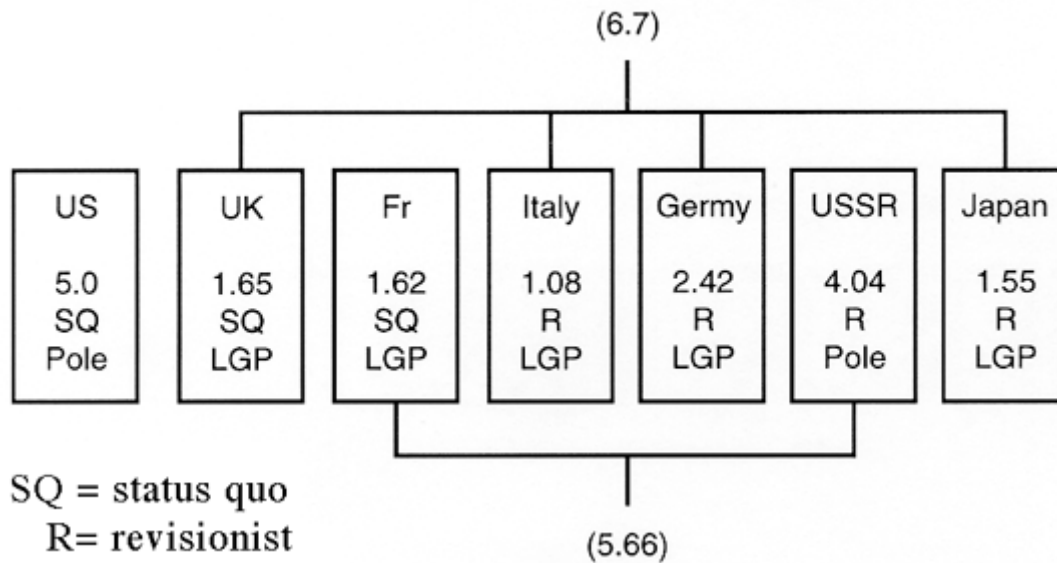 (6.7)
US UK Fr Italy Germy USSR Japan
5.0 1.65 1.62 1.08 2.42 4.04 1.55
SQ SQ SQ R R R R
Pole LGP LGP LGP LGP Pole LGP
SQ = status quo
R= revisionist
(5.66)